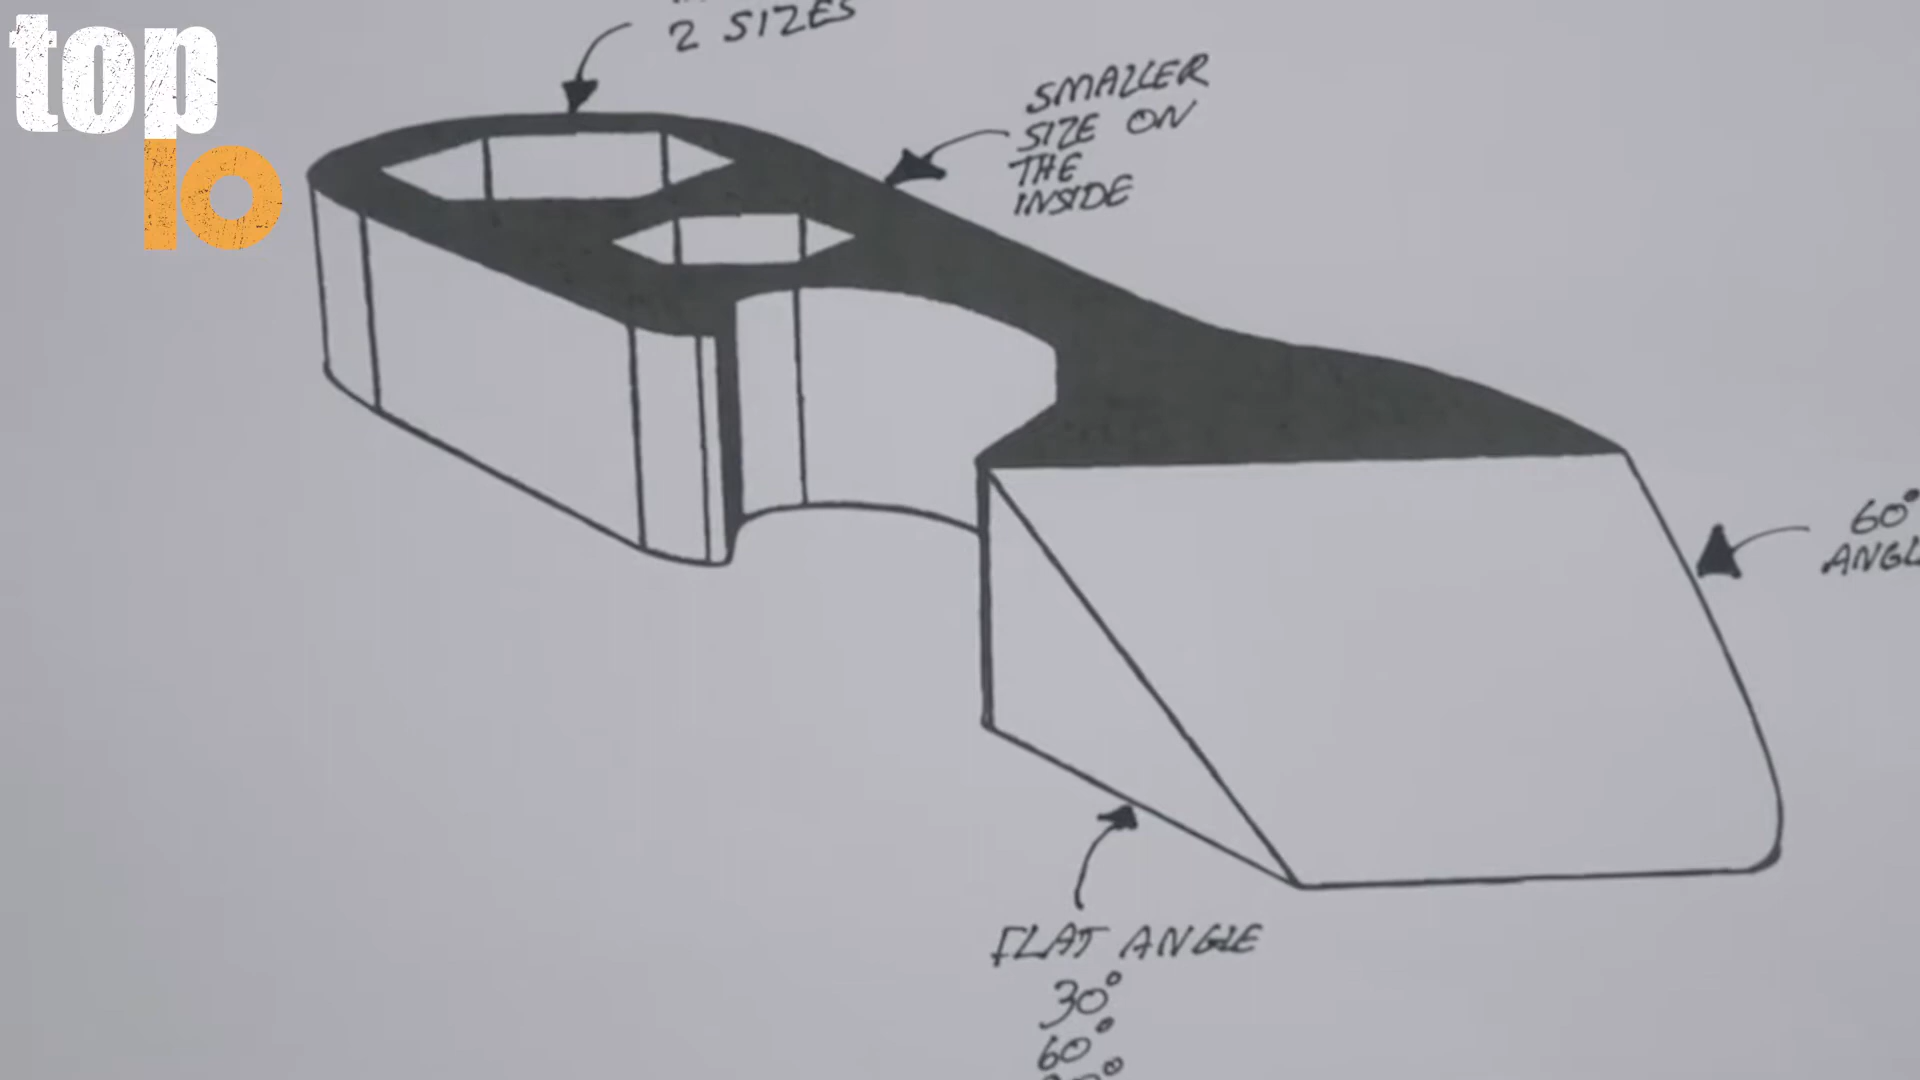 top
10
2 SIZES
SMALLER
SIZE ON
THE
INSIDE
60°
FLAT ANGLE
30°
60°